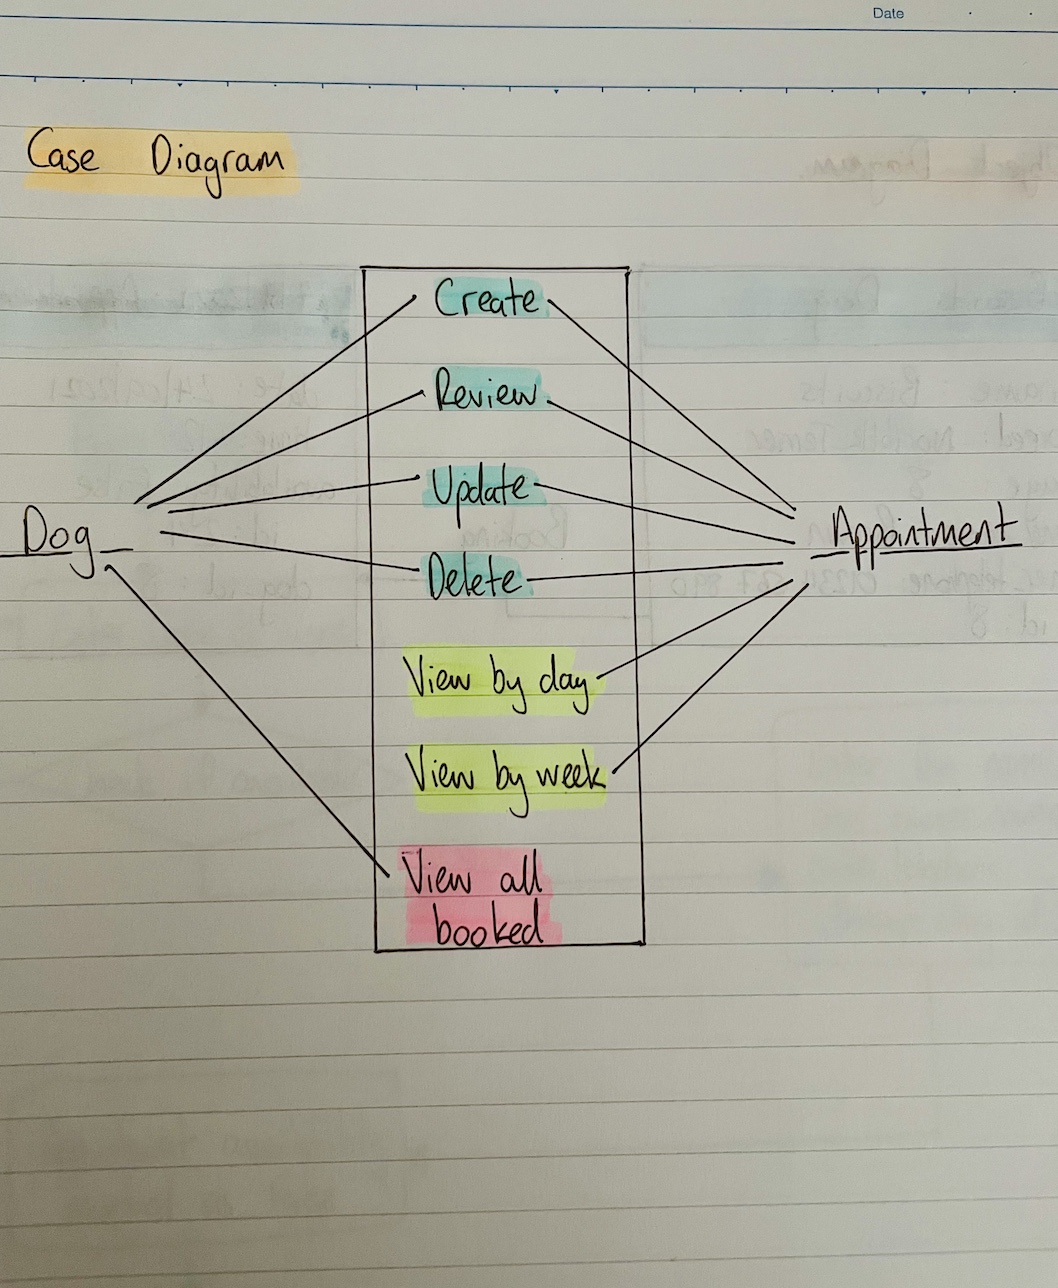 Date
Case Diagram
Create
Review
Update
Dog
Appointment
Delete
View by day
View by week
View all
booked